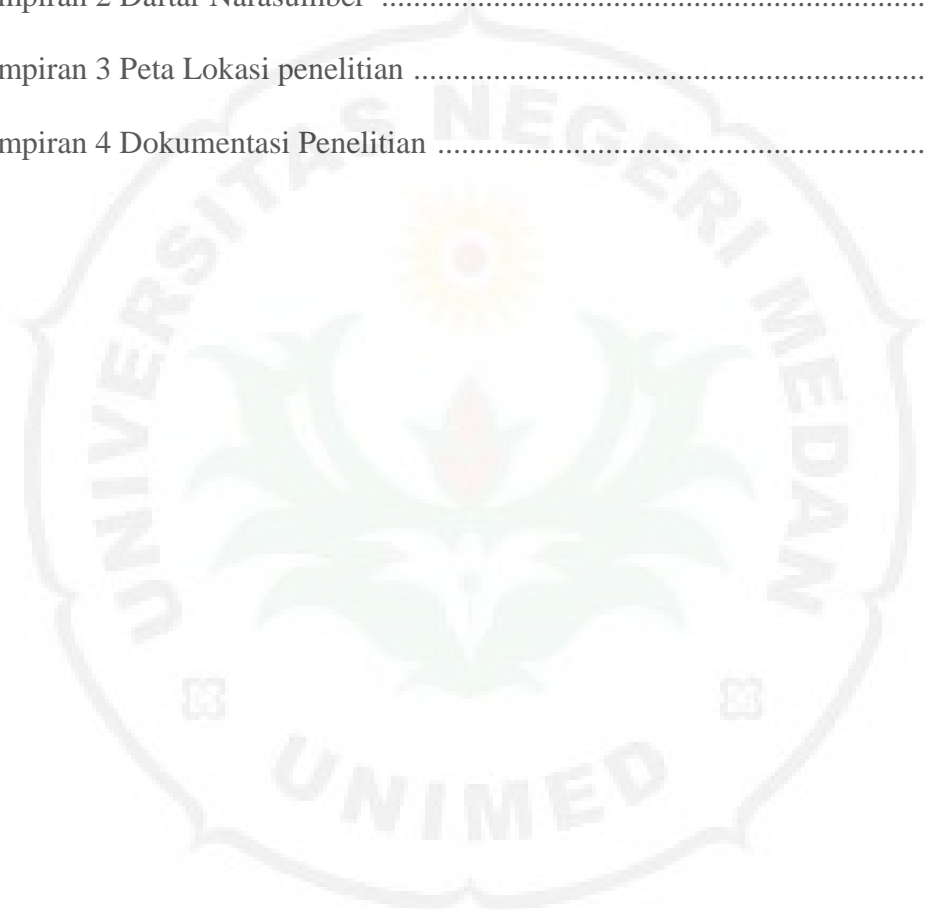 mpiran 2 Daftar Narasumber ....................................................................
mpiran 3 Peta Lokasi penelitian ................................................................
mpiran 4 Dokumentasi Penelitian .............................................................
UNIVERSITAS NEGERI MEDAN
UNIMED